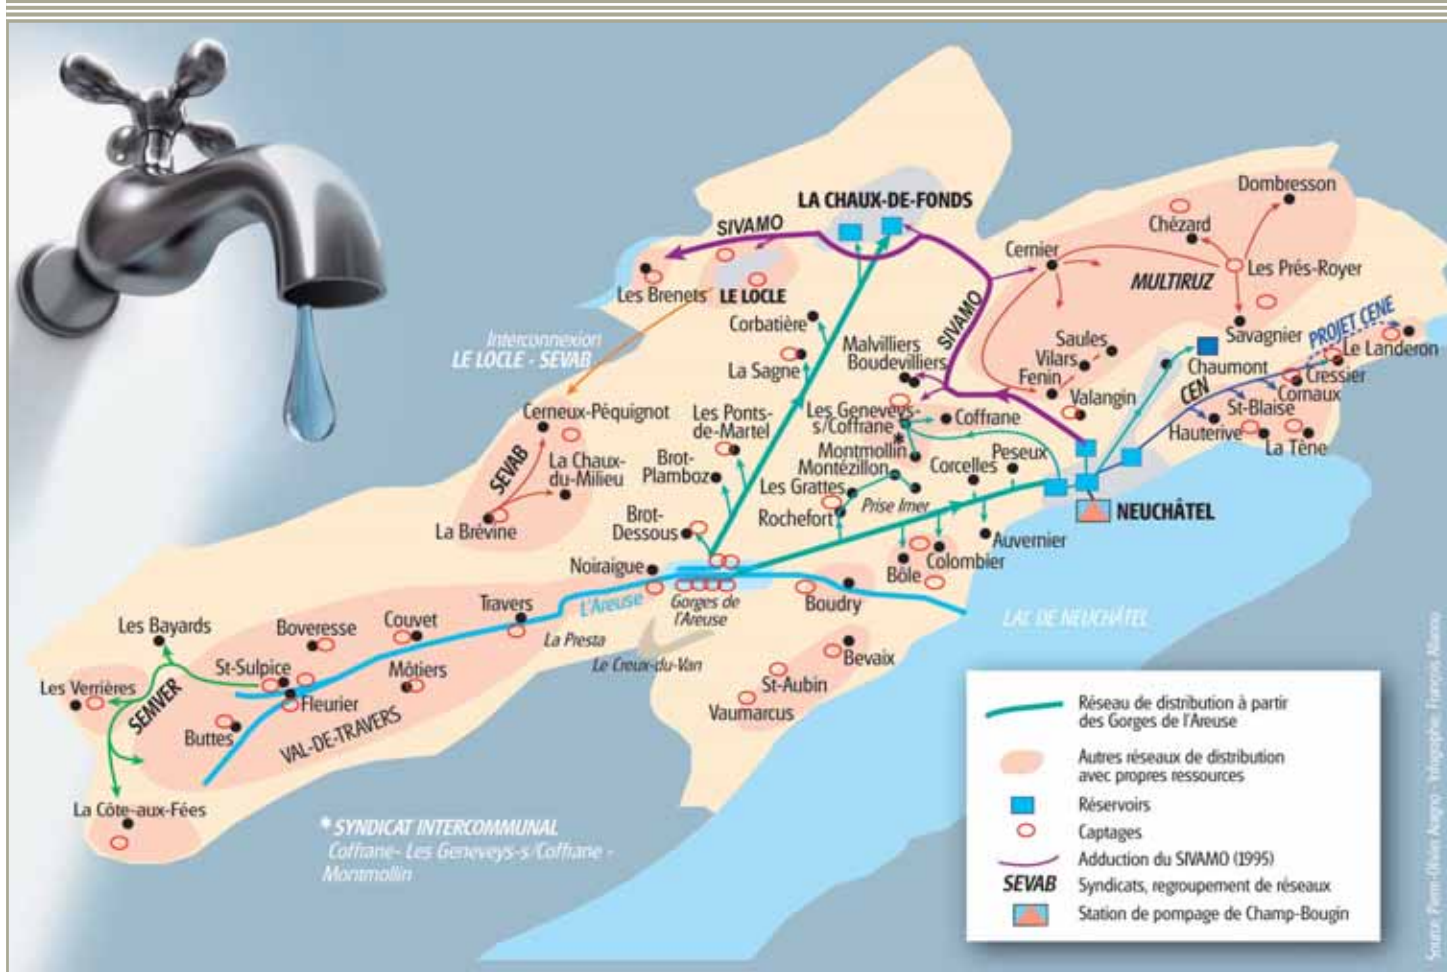 LA CHAUX-DE-FONDS
SIVAMO
Les Brenets
LE LOCLE
Interconnexion
LE LOCLE - SEVAB
Corbatière
La Sagne
Les Ponts-
de-Martel
Brot-
Plamboz
Brot-
Dessous
Noiraigue
Cerneux-Péquignot
SEVAB
La Chaux-
du-Milieu
La Brévine
Dombresson
Chézard
Cernier
Les Prés-Royer
MULTIRUZ
SIVAMO
Savagnier
PROJET CENE
Le Landeron
Saules
Vilars
Fenin
Chaumont
Cressier
Cornaux
CEN
St-Blaise
Hauterive
La Tène
Valangin
Malvilliers
Boudevilliers
Les Geneveys-
s/Coffrane
Coffrane
*
Montmollin
Montézillon
Les Grattes
Prise Imer
Rochefort
Corcelles
Peseux
NEUCHÂTEL
Auvernier
Colombier
Bôle
Boudry
L'Areuse
Gorges de
l'Areuse
Le Creux-du-Van
La Presta
Travers
Couvet
Boveresse
Môtiers
St-Sulpice
Fleurier
Buttes
VAL-DE-TRAVERS
Les Bayards
Les Verrières
SEMVER
La Côte-aux-Fées
Bevaix
St-Aubin
Vaumarcus
LAC DE NEUCHÂTEL
* SYNDICAT INTERCOMMUNAL
Coffrane- Les Geneveys-s/Coffrane -
Montmollin
Réseau de distribution à partir
des Gorges de l'Areuse
Autres réseaux de distribution
avec propres ressources
Réservoirs
Captages
Adduction du SIVAMO (1995)
SEVAB Syndicats, regroupement de réseaux
Station de pompage de Champ-Bougin